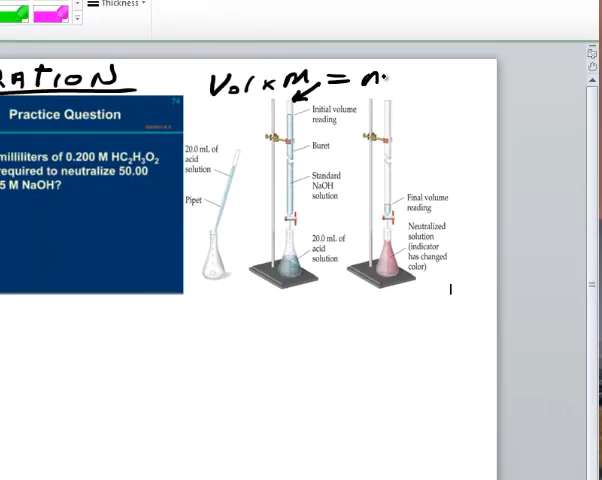 Thickness
RATION
Vol x M = m
74
Practice Question
milliliters of 0.200 M HC2H3O2
required to neutralize 50.00
5 M NaOH?
20.0 mL of
acid
solution
Pipet
Initial volume
reading
Buret
Standard
NaOH
solution
20.0 mL of
acid
solution
Final volume
reading
Neutralized
solution
(indicator
has changed
color)